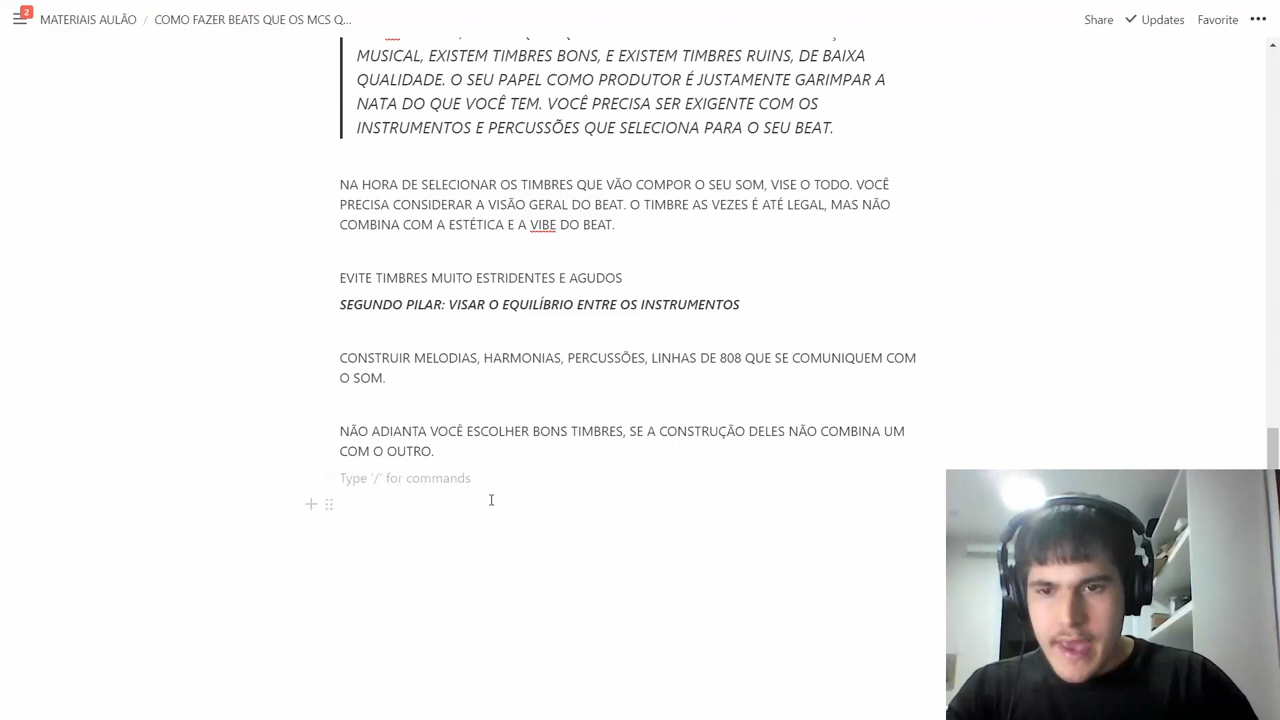 2
MATERIAIS AULÃO / COMO FAZER BEATS QUE OS MCS Q...
Share Updates Favorite
MUSICAL, EXISTEM TIMBRES BONS, E EXISTEM TIMBRES RUINS, DE BAIXA
QUALIDADE. O SEU PAPEL COMO PRODUTOR É JUSTAMENTE GARIMPAR A
NATA DO QUE VOCÊ TEM. VOCÊ PRECISA SER EXIGENTE COM OS
INSTRUMENTOS E PERCUSSÕES QUE SELECIONA PARA O SEU BEAT.
NA HORA DE SELECIONAR OS TIMBRES QUE VÃO COMPOR O SEU SOM, VISE O TODO. VOCÊ
PRECISA CONSIDERAR A VISÃO GERAL DO BEAT. O TIMBRE AS VEZES É ATÉ LEGAL, MAS NÃO
COMBINA COM A ESTÉTICA E A VIBE DO BEAT.
EVITE TIMBRES MUITO ESTRIDENTES E AGUDOS
SEGUNDO PILAR: VISAR O EQUILÍBRIO ENTRE OS INSTRUMENTOS
CONSTRUIR MELODIAS, HARMONIAS, PERCUSSÕES, LINHAS DE 808 QUE SE COMUNIQUEM COM
O SOM.
NÃO ADIANTA VOCÊ ESCOLHER BONS TIMBRES, SE A CONSTRUÇÃO DELES NÃO COMBINA UM
COM O OUTRO.
Type '/' for commands